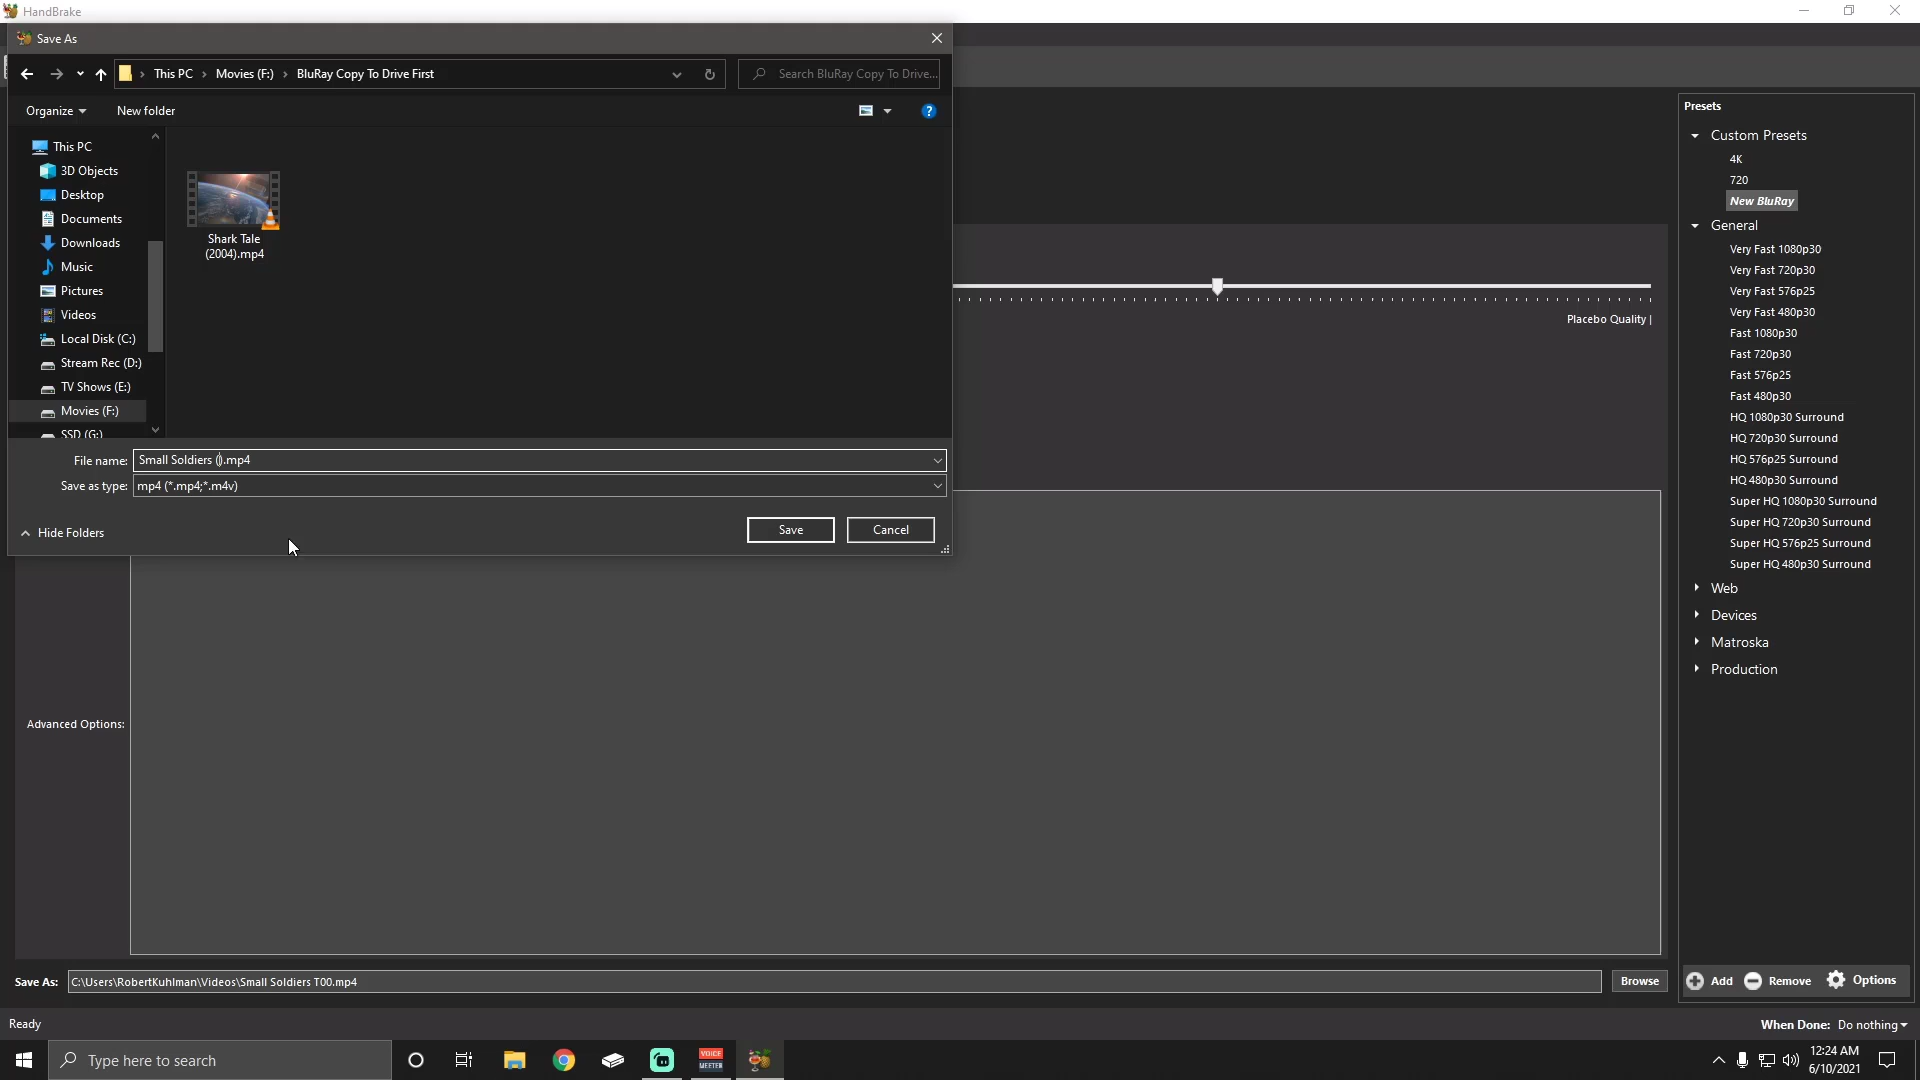 HandBrake
Save As
This PC
Movies (F:)
BluRay Copy To Drive First
Search BluRay Copy To Drive...
Organize
New folder
This PC
3D Objects
Desktop
Documents
Downloads
Music
Pictures
Videos
Local Disk (C:)
Stream Rec (D:)
TV Shows (E:)
Movies (F:)
SSD (G:)
Shark Tale
(2004).mp4
File name:
Small Soldiers ().mp4
Save as type:
mp4 (*.mp4;*.m4v)
Hide Folders
Save
Cancel
Placebo Quality |
Presets
Custom Presets
4K
720
New BluRay
General
Very Fast 1080p30
Very Fast 720p30
Very Fast 576p25
Very Fast 480p30
Fast 1080p30
Fast 720p30
Fast 576p25
Fast 480p30
HQ 1080p30 Surround
HQ 720p30 Surround
HQ 576p25 Surround
HQ 480p30 Surround
Super HQ 1080p30 Surround
Super HQ 720p30 Surround
Super HQ 576p25 Surround
Super HQ 480p30 Surround
Web
Devices
Matroska
Production
Advanced Options:
Save As:
C:\Users\RobertKuhlman\Videos\Small Soldiers T00.mp4
Browse
Add
Remove
Options
Ready
When Done: Do nothing
Type here to search
VOICE
MEETER
12:24 AM
6/10/2021